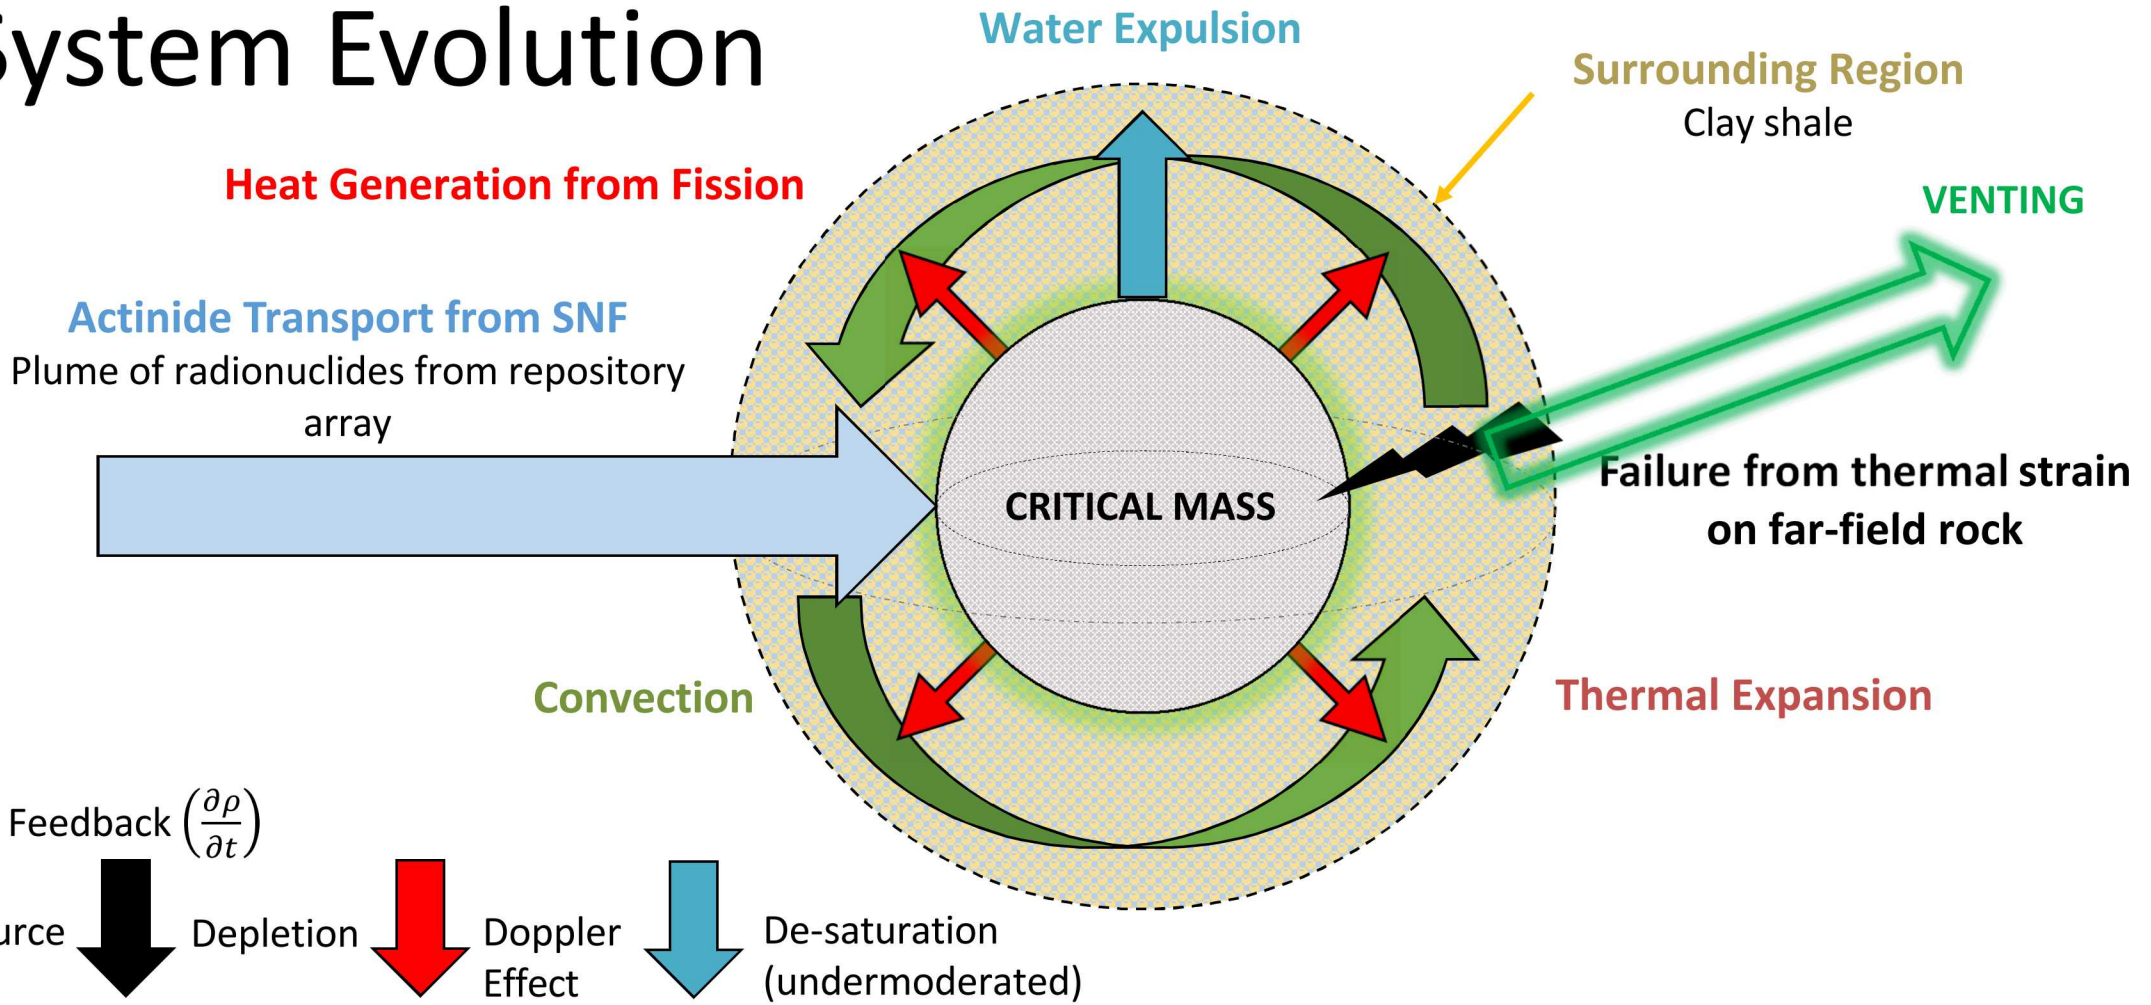 System Evolution
Water Expulsion
Surrounding Region
Clay shale
Heat Generation from Fission
VENTING
Actinide Transport from SNF
Plume of radionuclides from repository
array
CRITICAL MASS
Failure from thermal strain
on far-field rock
Convection
Thermal Expansion
Feedback (∂ρ/∂t)
Depletion
Doppler
Effect
De-saturation
(undermoderated)